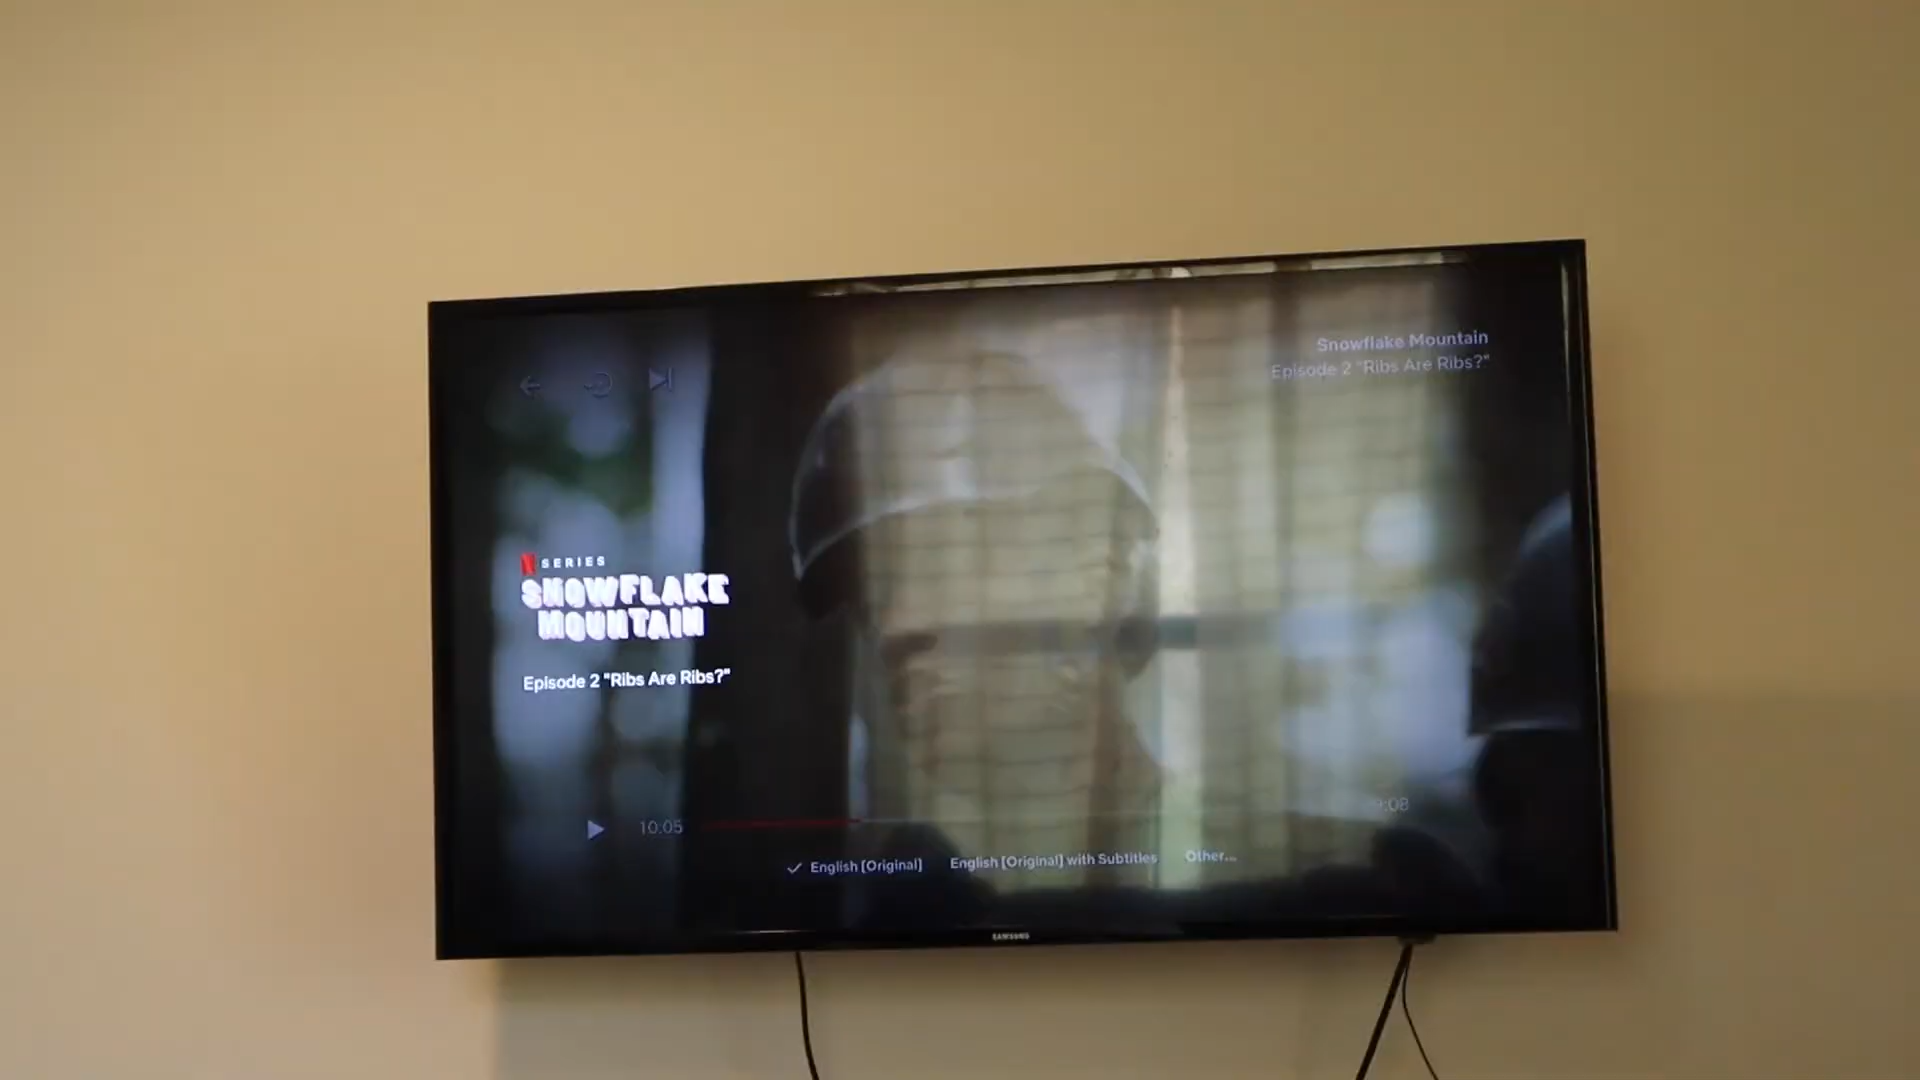 Snowflake Mountain
Episode 2 "Ribs Are Ribs?"
N SERIES
SNOWFLAKE
MOUNTAIN
Episode 2 "Ribs Are Ribs?"
10:05
English [Original]
English [Original] with Subtitles
Other...
SAMSUNG